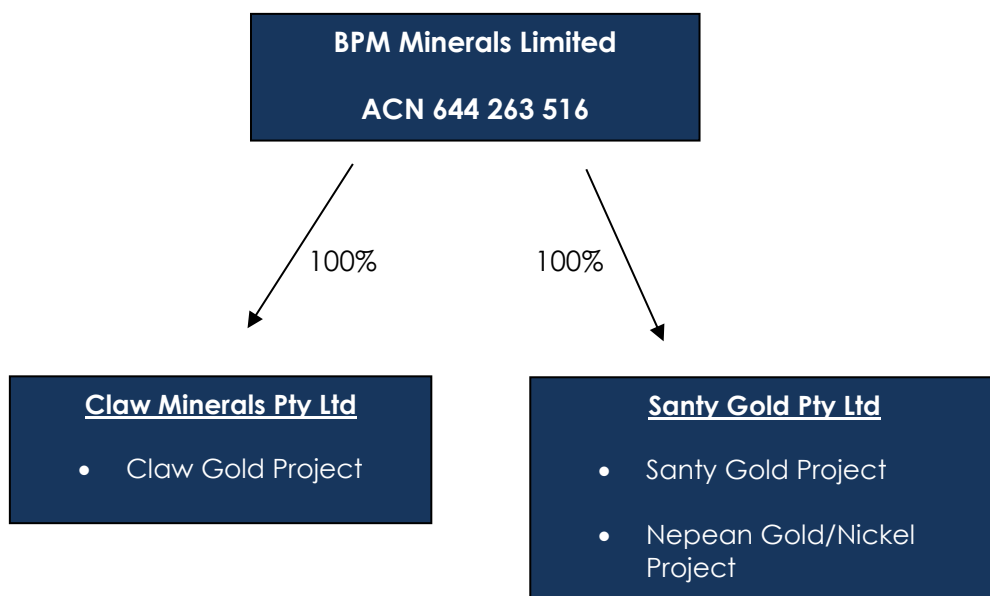 BPM Minerals Limited
ACN 644 263 516
100%
100%
Claw Minerals Pty Ltd
• Claw Gold Project
Santy Gold Pty Ltd
• Santy Gold Project
• Nepean Gold/Nickel
Project